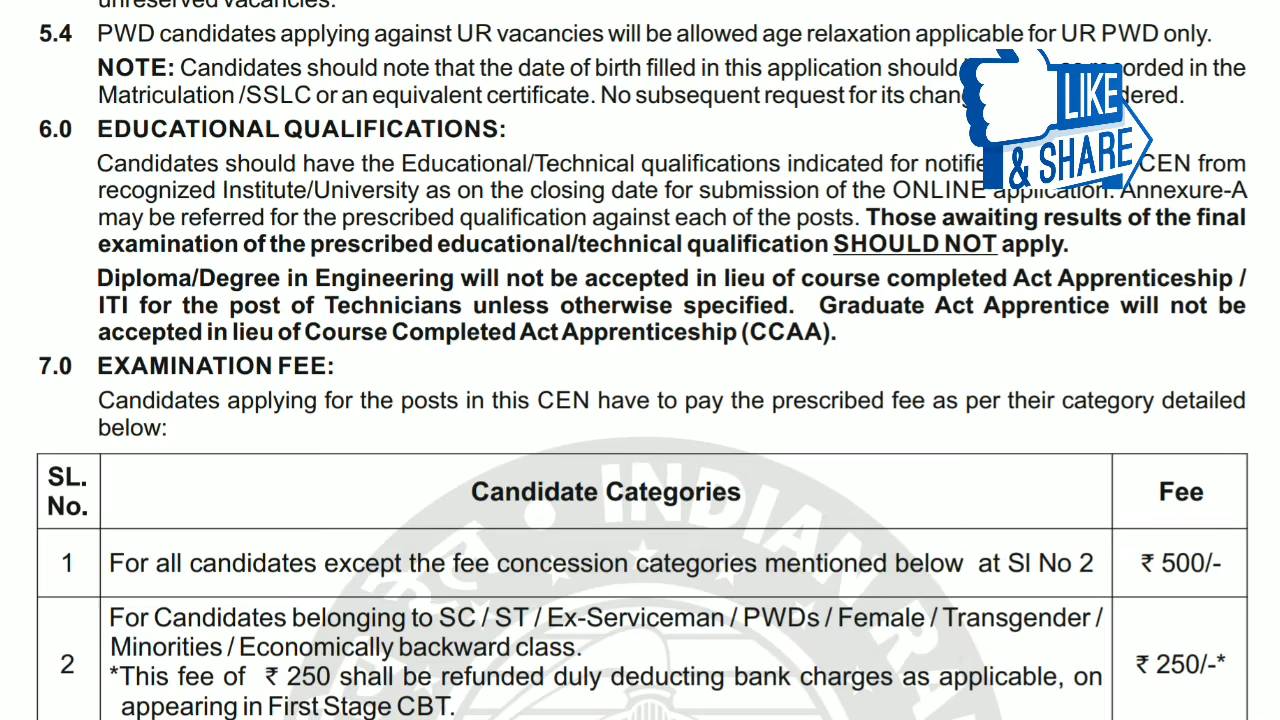 unreserved vacancies.
5.4 PWD candidates applying against UR vacancies will be allowed age relaxation applicable for UR PWD only.
NOTE: Candidates should note that the date of birth filled in this application should recorded in the
Matriculation /SSLC or an equivalent certificate. No subsequent request for its
6.0 EDUCATIONAL QUALIFICATIONS:
Candidates should have the Educational/Technical qualifications indicated for CEN from
recognized Institute/University as on the closing date for submission of the ONLINE application. Annexure-A
may be referred for the prescribed qualification against each of the posts. Those awaiting results of the final
examination of the prescribed educational/technical qualification SHOULD NOT apply.
Diploma/Degree in Engineering will not be accepted in lieu of course completed Act Apprenticeship /
ITI for the post of Technicians unless otherwise specified. Graduate Act Apprentice will not be
accepted in lieu of Course Completed Act Apprenticeship (CCAA).
7.0 EXAMINATION FEE:
Candidates applying for the posts in this CEN have to pay the prescribed fee as per their category detailed
below:
SL. No. Candidate Categories Fee
1 For all candidates except the fee concession categories mentioned below at Sl No 2 ₹ 500/-
2 For Candidates belonging to SC / ST / Ex-Serviceman / PWDs / Female / Transgender /
Minorities / Economically backward class.
*This fee of ₹ 250 shall be refunded duly deducting bank charges as applicable, on
appearing in First Stage CBT.
₹ 250/-*
LIKE
& SHARE
INDIAN RA